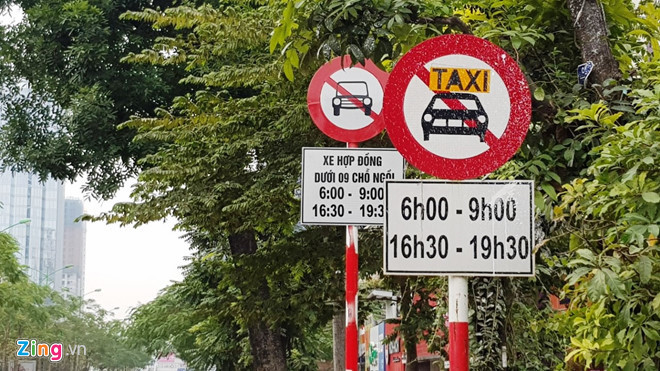 TAXI
XE HỢP ĐỒNG
DƯỚI 09 CHỖ NGỒI
6:00 - 9:00
16:30 - 19:3
6h00 - 9h00
16h30 - 19h30
Zing.vn